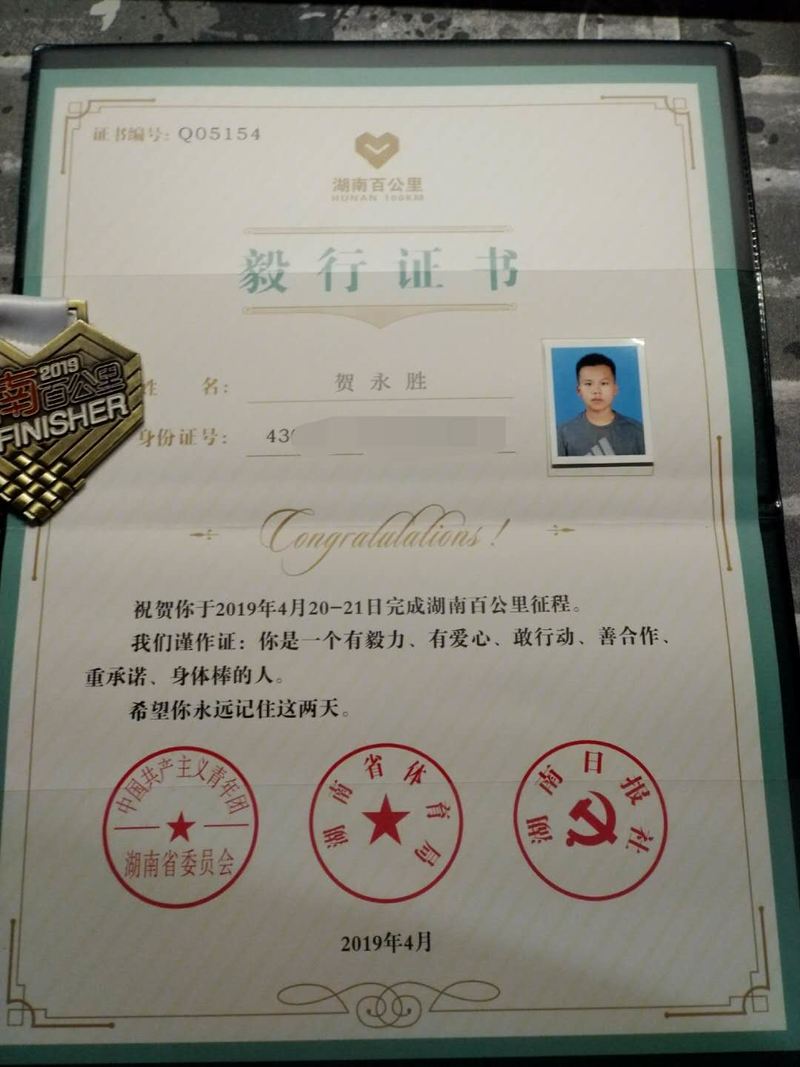 证书编号: Q05154
湖南百公里
HUNAN 100KM
毅行证书
姓 名: 贺永胜
身份证号: 430
2019
南百公里
FINISHER
Congratulations!
祝贺你于2019年4月20-21日完成湖南百公里征程。
我们谨作证：你是一个有毅力、有爱心、敢行动、善合作、
重承诺、身体棒的人。
希望你永远记住这两天。
中国共产主义青年团
湖南省委员会
湖南省体育局
湖南日报社
2019年4月